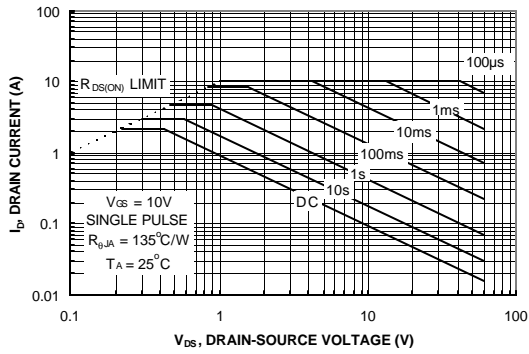 100
10
1
0.1
0.01
I_D, DRAIN CURRENT (A)
R_DS(ON) LIMIT
100µs
1ms
10ms
100ms
1s
10s
DC
V_GS = 10V
SINGLE PULSE
R_θJA = 135°C/W
T_A = 25°C
0.1
1
10
100
V_DS, DRAIN-SOURCE VOLTAGE (V)